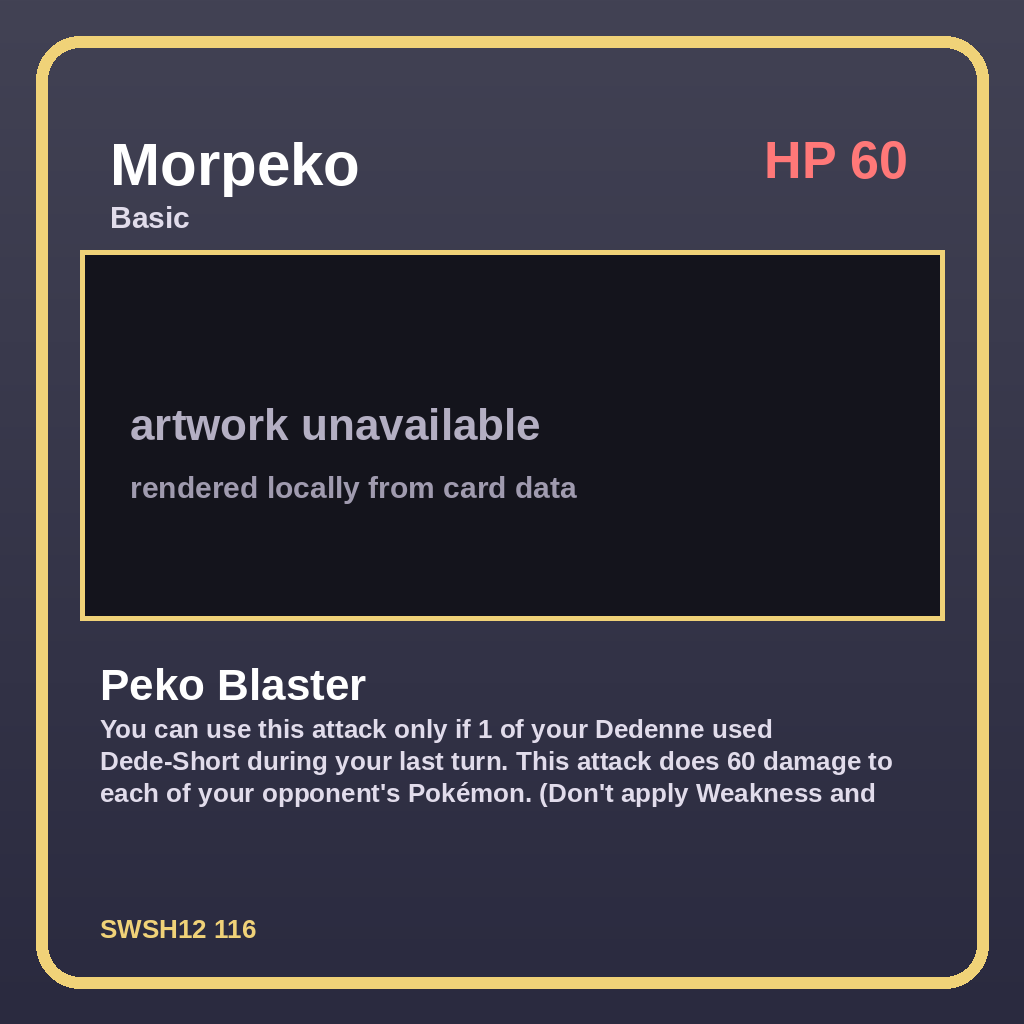 Morpeko
HP 60
Basic
artwork unavailable
rendered locally from card data
Peko Blaster
You can use this attack only if 1 of your Dedenne used
Dede-Short during your last turn. This attack does 60 damage to
each of your opponent's Pokémon. (Don't apply Weakness and
SWSH12 116